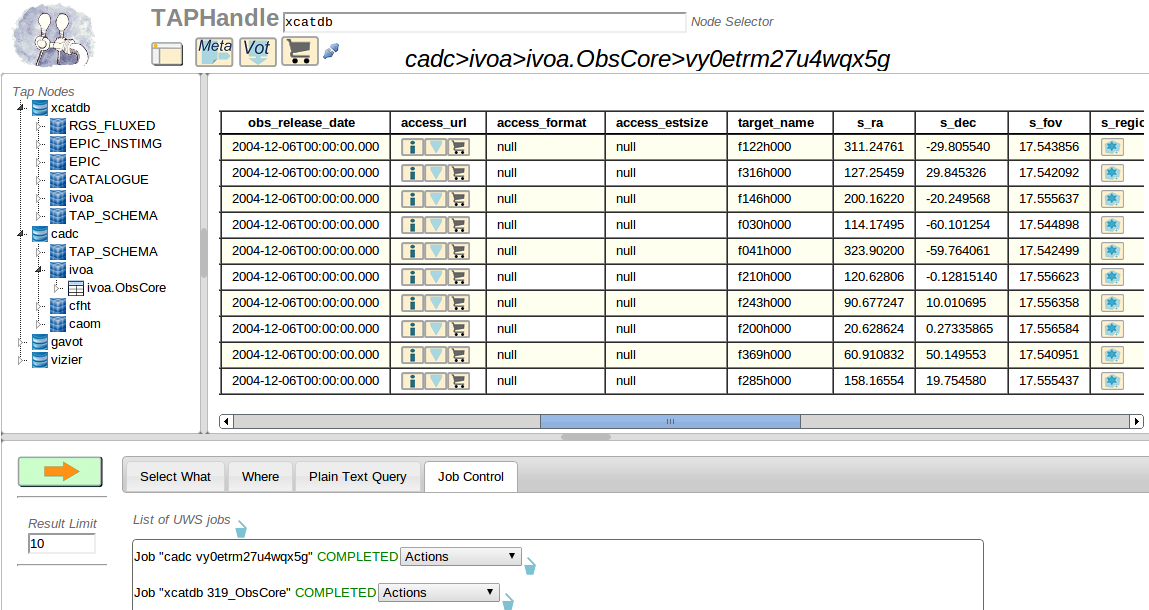 TAPHandle xcatdb Node Selector
Meta Vot
cadc>ivoa>ivoa.ObsCore>vy0etrm27u4wqx5g
Tap Nodes
xcatdb
RGS_FLUXED
EPIC_INSTIMG
EPIC
CATALOGUE
ivoa
TAP_SCHEMA
cadc
TAP_SCHEMA
ivoa
ivoa.ObsCore
cfht
caom
gavot
vizier
obs_release_date access_url access_format access_estsize target_name s_ra s_dec s_fov s_regio
2004-12-06T00:00:00.000 null null f122h000 311.24761 -29.805540 17.543856
2004-12-06T00:00:00.000 null null f316h000 127.25459 29.845326 17.542092
2004-12-06T00:00:00.000 null null f146h000 200.16220 -20.249568 17.555637
2004-12-06T00:00:00.000 null null f030h000 114.17495 -60.101254 17.544898
2004-12-06T00:00:00.000 null null f041h000 323.90200 -59.764061 17.542499
2004-12-06T00:00:00.000 null null f210h000 120.62806 -0.12815140 17.556623
2004-12-06T00:00:00.000 null null f243h000 90.677247 10.010695 17.556358
2004-12-06T00:00:00.000 null null f200h000 20.628624 0.27335865 17.556584
2004-12-06T00:00:00.000 null null f369h000 60.910832 50.149553 17.540951
2004-12-06T00:00:00.000 null null f285h000 158.16554 19.754580 17.555437
Select What Where Plain Text Query Job Control
Result Limit
10
List of UWS jobs
Job "cadc vy0etrm27u4wqx5g" COMPLETED Actions
Job "xcatdb 319_ObsCore" COMPLETED Actions